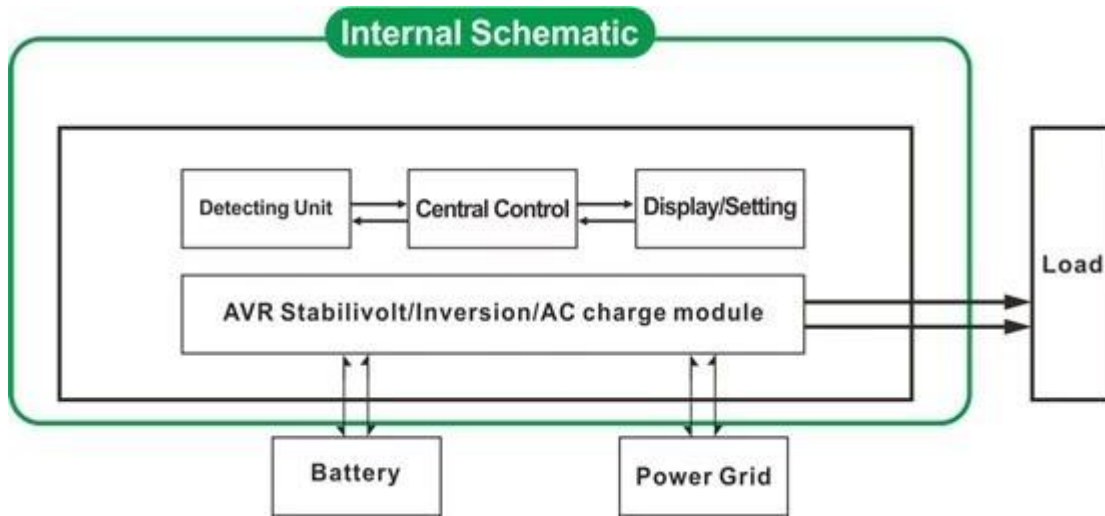 Internal Schematic
Detecting Unit
Central Control
Display/Setting
Load
AVR Stabilivolt/Inversion/AC charge module
Battery
Power Grid